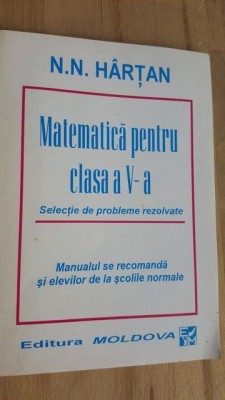 N.N. HÂRȚAN
Matematică pentru
clasa a V-a
Selecție de probleme rezolvate
Manualul se recomandă
și elevilor de la școlile normale
Editura MOLDOVA